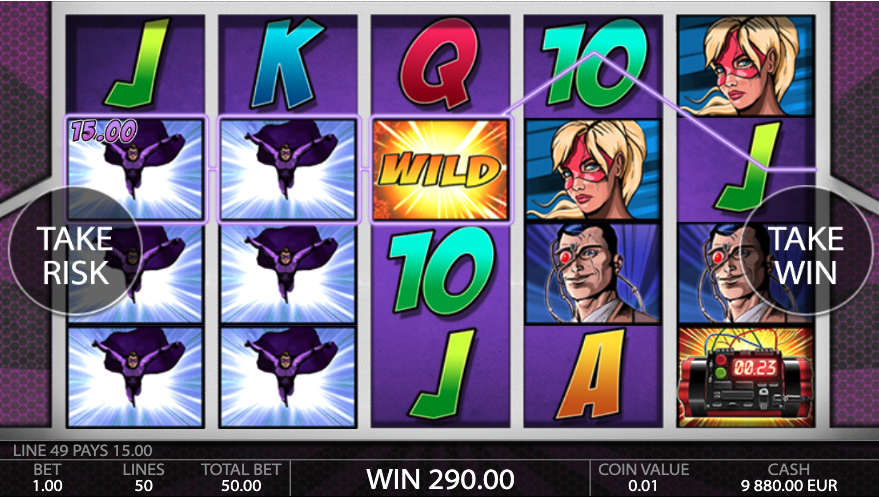 J K Q 10
15.00
WILD
J
TAKE
RISK
TAKE
WIN
10
J A
00:23
LINE 49 PAYS 15.00
BET LINES TOTAL BET WIN 290.00 COIN VALUE CASH
1.00 50 50.00 0.01 9 880.00 EUR